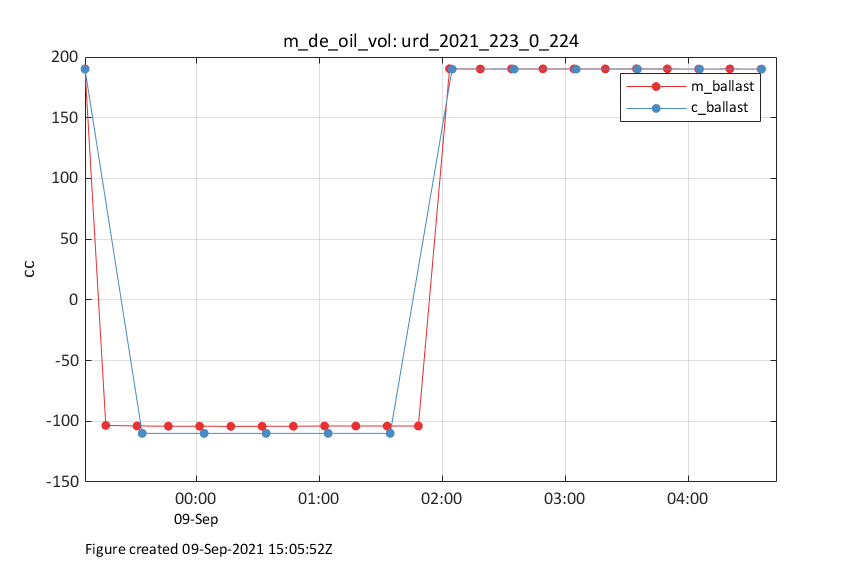 m_de_oil_vol: urd_2021_223_0_224
200
150
100
50
0
-50
-100
-150
cc
m_ballast
c_ballast
00:00 01:00 02:00 03:00 04:00
09-Sep
Figure created 09-Sep-2021 15:05:52Z